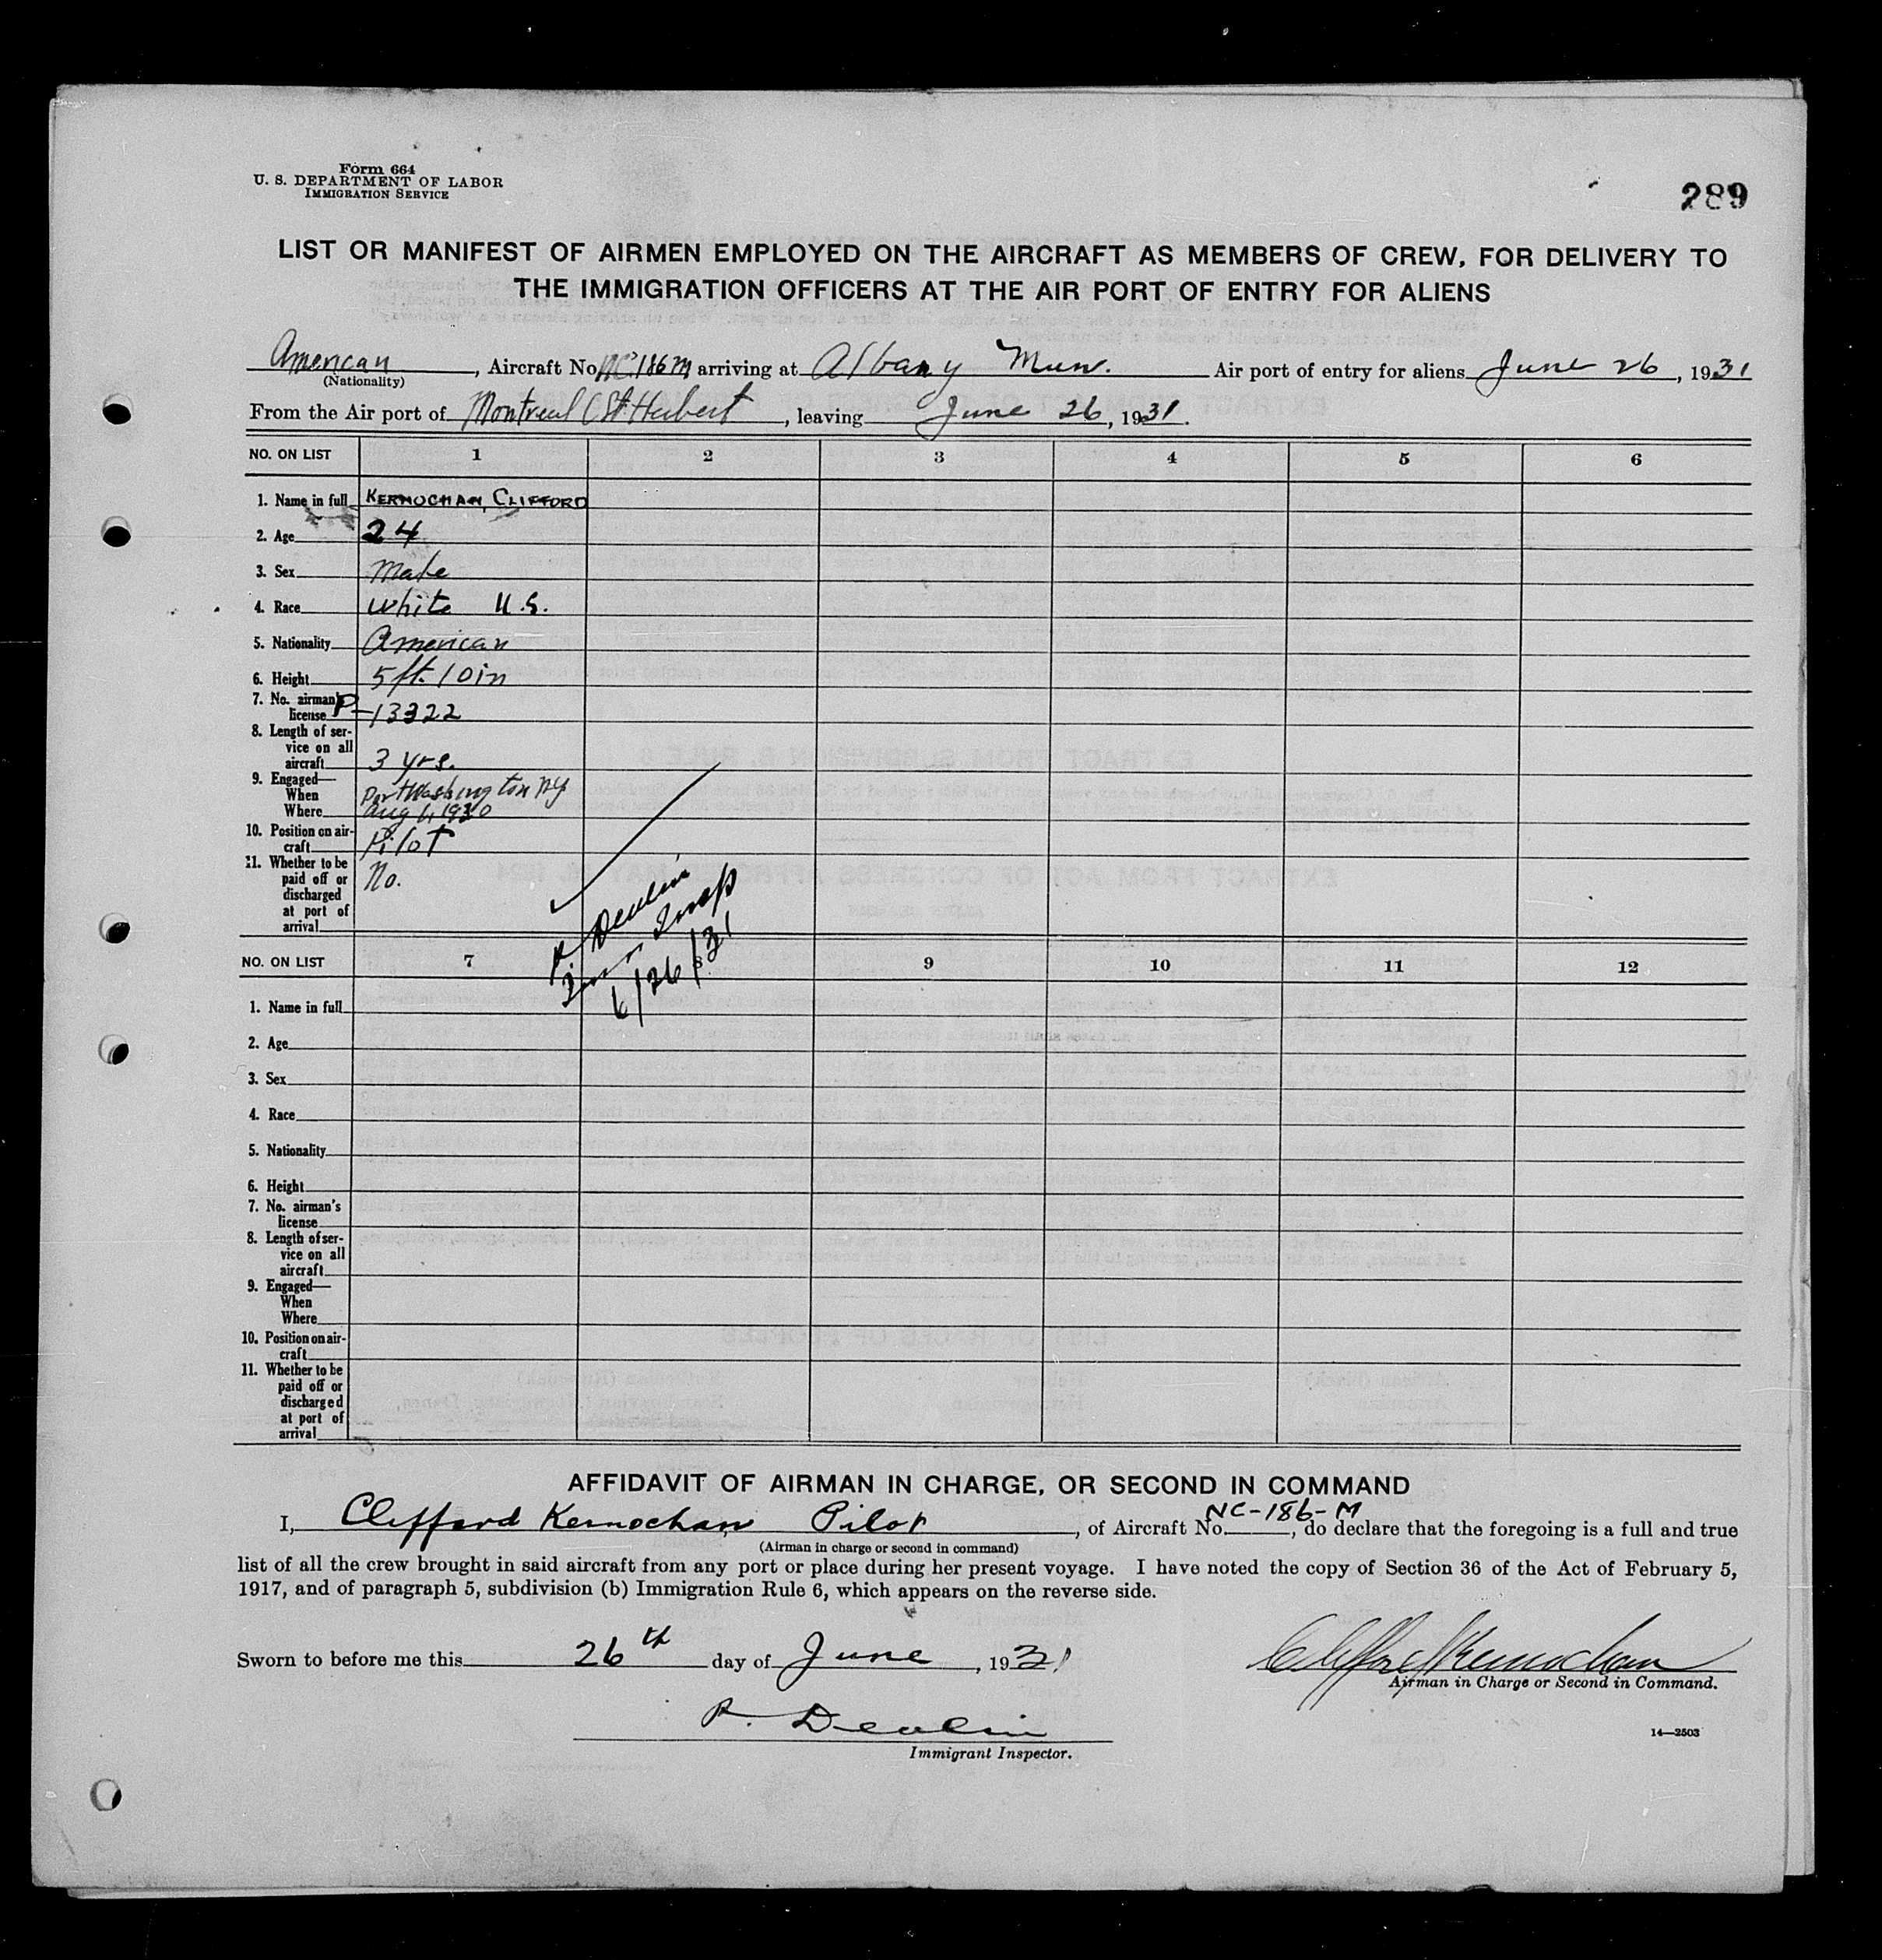 Form 664
U. S. DEPARTMENT OF LABOR
IMMIGRATION SERVICE
289
LIST OR MANIFEST OF AIRMEN EMPLOYED ON THE AIRCRAFT AS MEMBERS OF CREW, FOR DELIVERY TO
THE IMMIGRATION OFFICERS AT THE AIR PORT OF ENTRY FOR ALIENS
American, Aircraft No. NC186M arriving at Albany Mun. Air port of entry for aliens June 26, 1931
(Nationality)
From the Air port of Montreal (St Hubert, leaving June 26, 1931.
NO. ON LIST 1 2 3 4 5 6
1. Name in full KERNOCHAN, CLIFFORD
2. Age 24
3. Sex Male
4. Race White U.S.
5. Nationality American
6. Height 5 ft. 10 in
7. No. airman's
license P-13322
8. Length of ser-
vice on all
aircraft 3 yrs.
9. Engaged—
When Port Washington NY
Where Aug 1, 1930
10. Position on air-
craft Pilot
11. Whether to be
paid off or No.
discharged
at port of
arrival
P. Devlin
Imm Insp
6/26/31
NO. ON LIST 7 8 9 10 11 12
1. Name in full
2. Age
3. Sex
4. Race
5. Nationality
6. Height
7. No. airman's
license
8. Length of ser-
vice on all
aircraft
9. Engaged—
When
Where
10. Position on air-
craft
11. Whether to be
paid off or
discharged
at port of
arrival
AFFIDAVIT OF AIRMAN IN CHARGE, OR SECOND IN COMMAND
I, Clifford Kernochan Pilot, of Aircraft No. NC-186-M, do declare that the foregoing is a full and true
(Airman in charge or second in command)
list of all the crew brought in said aircraft from any port or place during her present voyage. I have noted the copy of Section 36 of the Act of February 5,
1917, and of paragraph 5, subdivision (b) Immigration Rule 6, which appears on the reverse side.
Sworn to before me this 26th day of June, 1931
Clifford Kernochan
Airman in Charge or Second in Command.
P. Devlin
14—2503
Immigrant Inspector.